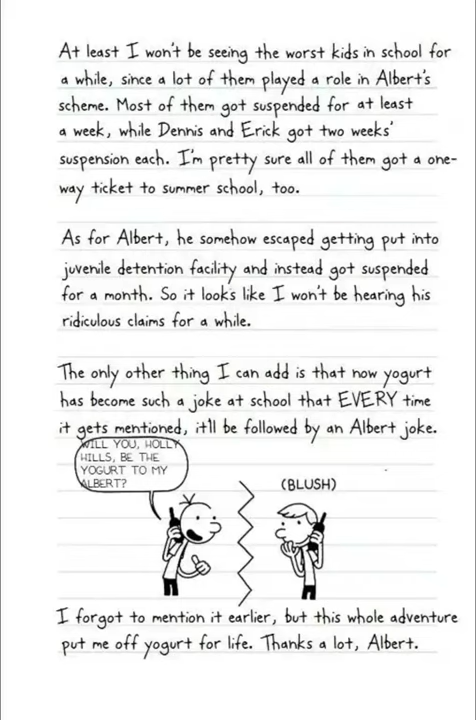 At least I won't be seeing the worst kids in school for
a while, since a lot of them played a role in Albert's
scheme. Most of them got suspended for at least
a week, while Dennis and Erick got two weeks'
suspension each. I'm pretty sure all of them got a one-
way ticket to summer school, too.
As for Albert, he somehow escaped getting put into
juvenile detention facility and instead got suspended
for a month. So it looks like I won't be hearing his
ridiculous claims for a while.
The only other thing I can add is that now yogurt
has become such a joke at school that EVERY time
it gets mentioned, it'll be followed by an Albert joke.
WILL YOU, HOLLY
HILLS, BE THE
YOGURT TO MY
ALBERT?
(BLUSH)
I forgot to mention it earlier, but this whole adventure
put me off yogurt for life. Thanks a lot, Albert.